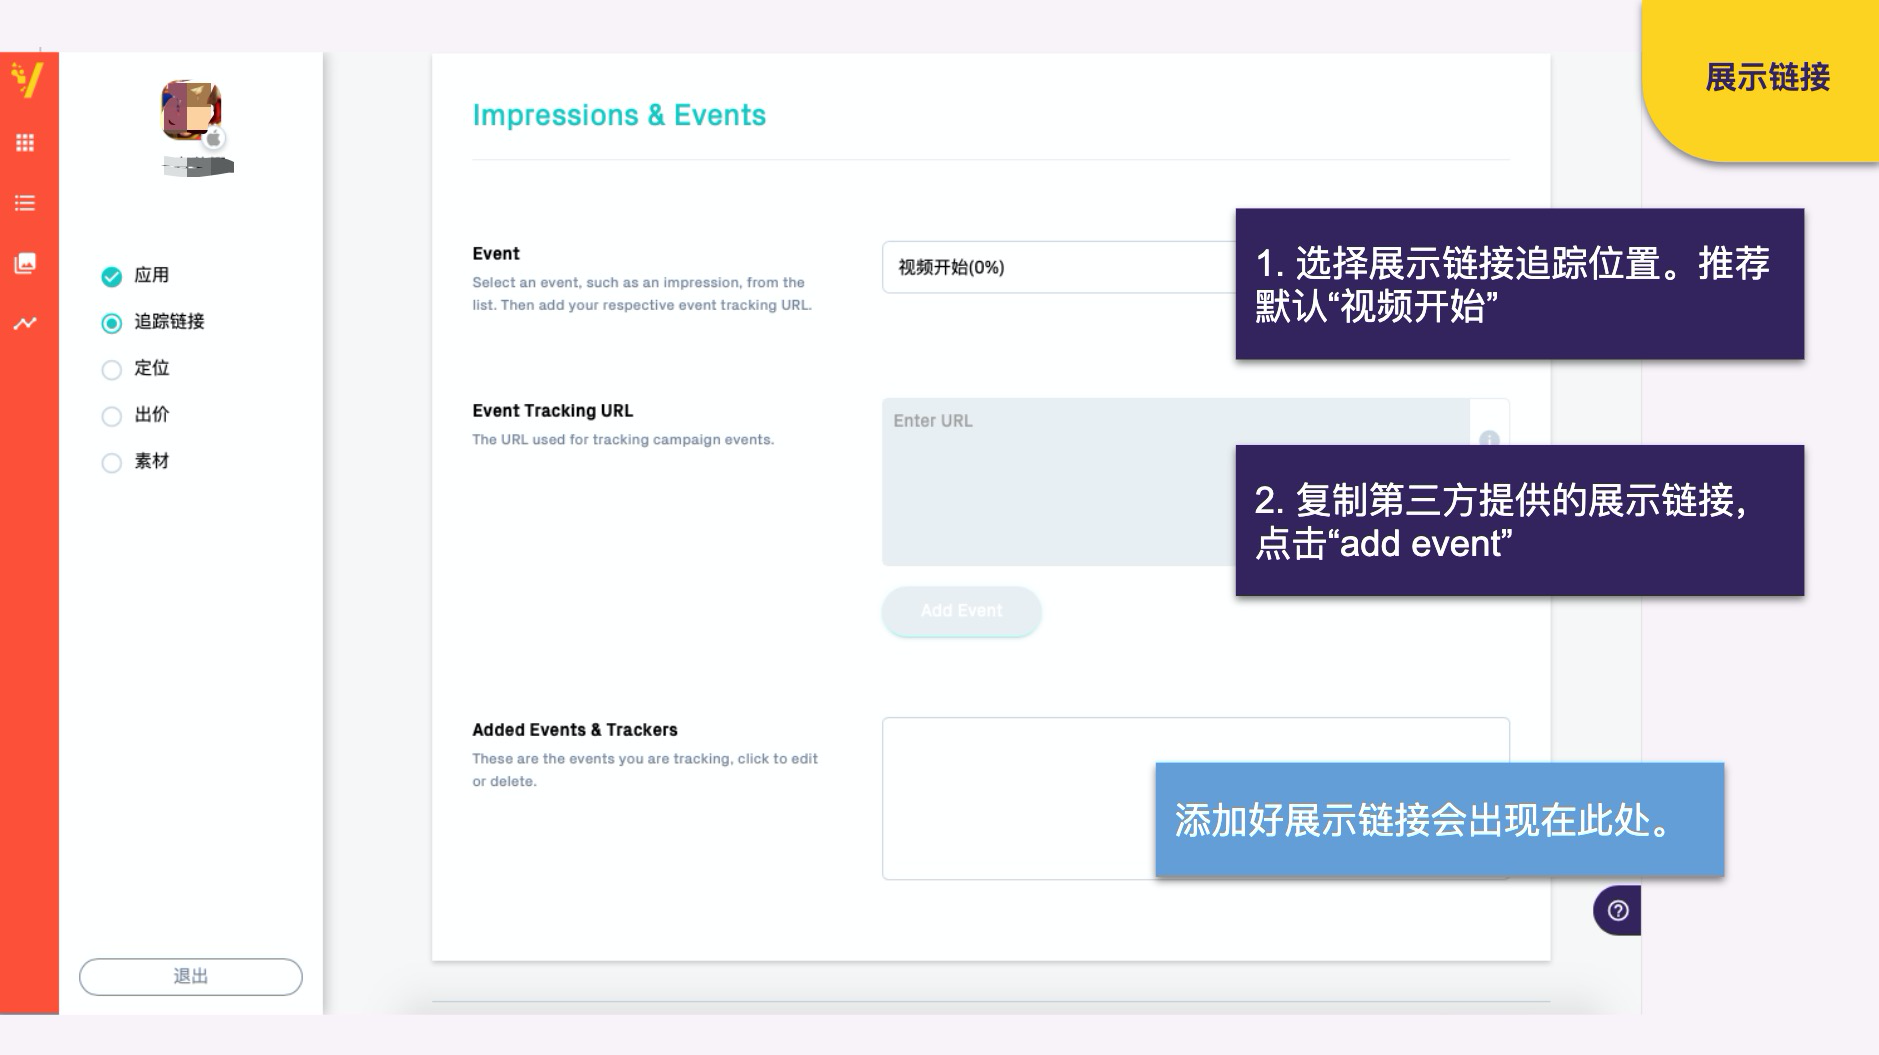 展示链接
Impressions & Events
应用
追踪链接
定位
出价
素材
退出
Event
Select an event, such as an impression, from the
list. Then add your respective event tracking URL.
视频开始(0%)
1. 选择展示链接追踪位置。推荐
默认“视频开始”
Event Tracking URL
The URL used for tracking campaign events.
Enter URL
2. 复制第三方提供的展示链接,
点击“add event”
Add Event
Added Events & Trackers
These are the events you are tracking, click to edit
or delete.
添加好展示链接会出现在此处。